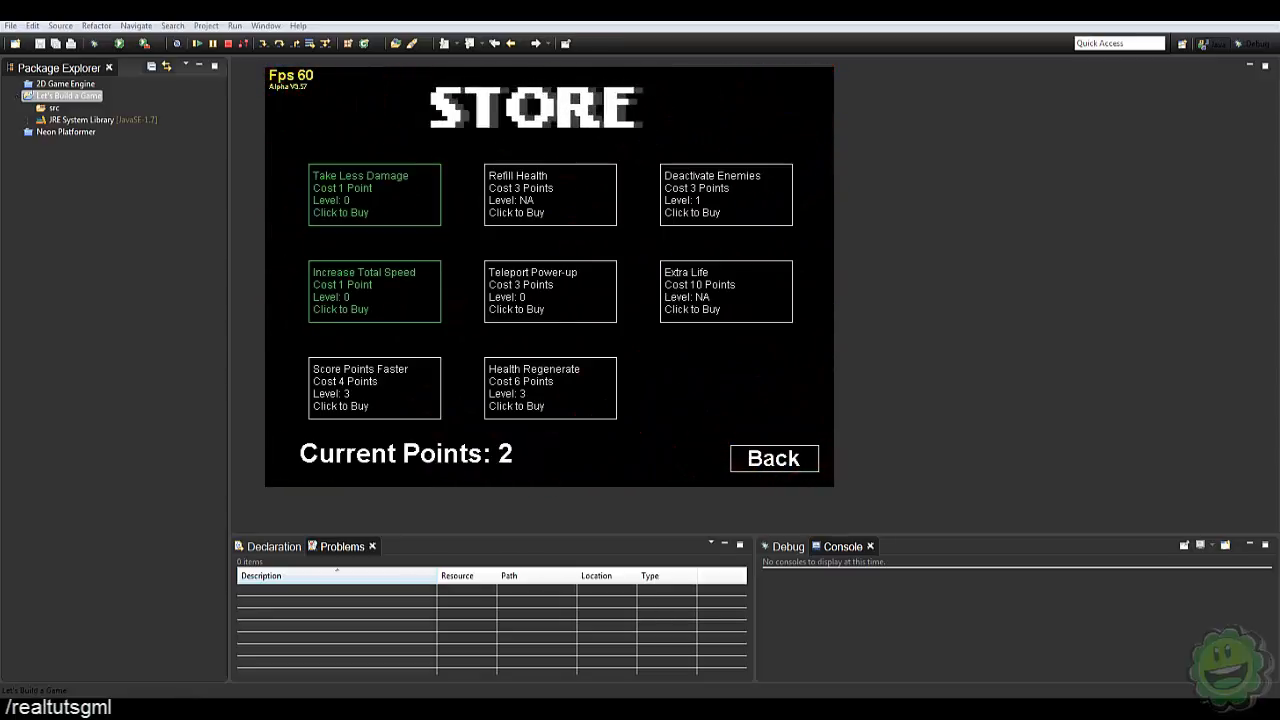 File Edit Source Refactor Navigate Search Project Run Window Help
Quick Access
Java
Debug
Package Explorer
2D Game Engine
Let's Build a Game
src
JRE System Library [JavaSE-1.7]
Neon Platformer
Fps 60
Alpha V3.57
STORE
Take Less Damage
Cost 1 Point
Level: 0
Click to Buy
Refill Health
Cost 3 Points
Level: NA
Click to Buy
Deactivate Enemies
Cost 3 Points
Level: 1
Click to Buy
Increase Total Speed
Cost 1 Point
Level: 0
Click to Buy
Teleport Power-up
Cost 3 Points
Level: 0
Click to Buy
Extra Life
Cost 10 Points
Level: NA
Click to Buy
Score Points Faster
Cost 4 Points
Level: 3
Click to Buy
Health Regenerate
Cost 6 Points
Level: 3
Click to Buy
Current Points: 2
Back
Declaration Problems
0 items
Description Resource Path Location Type
Debug Console
No consoles to display at this time.
Let's Build a Game
/realtutsgml